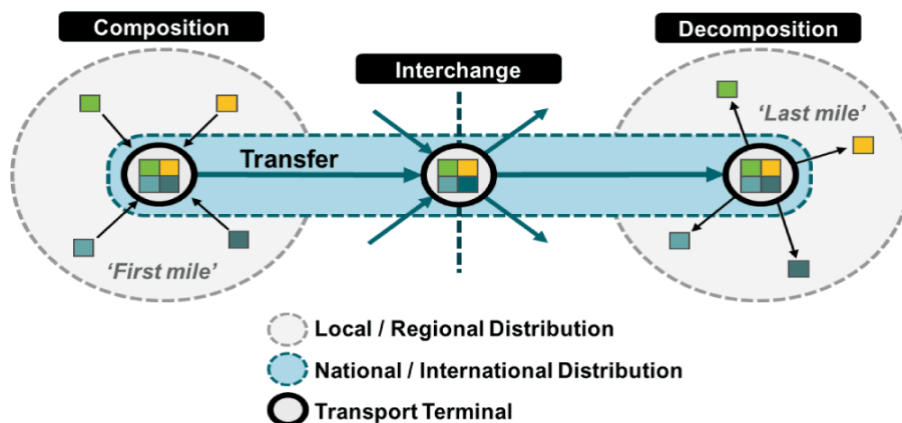 Composition
Decomposition
Interchange
'Last mile'
Transfer
'First mile'
Local / Regional Distribution
National / International Distribution
Transport Terminal